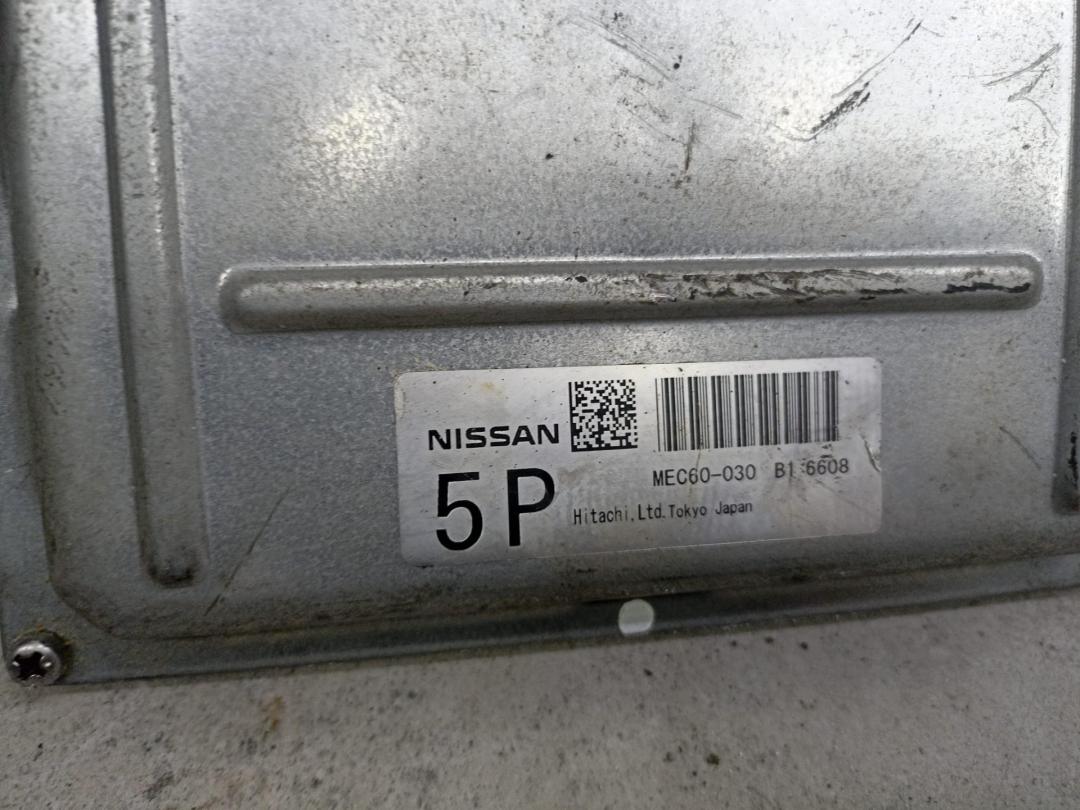 NISSAN
5P
MEC60-030 B1 6608
Hitachi,Ltd.Tokyo Japan